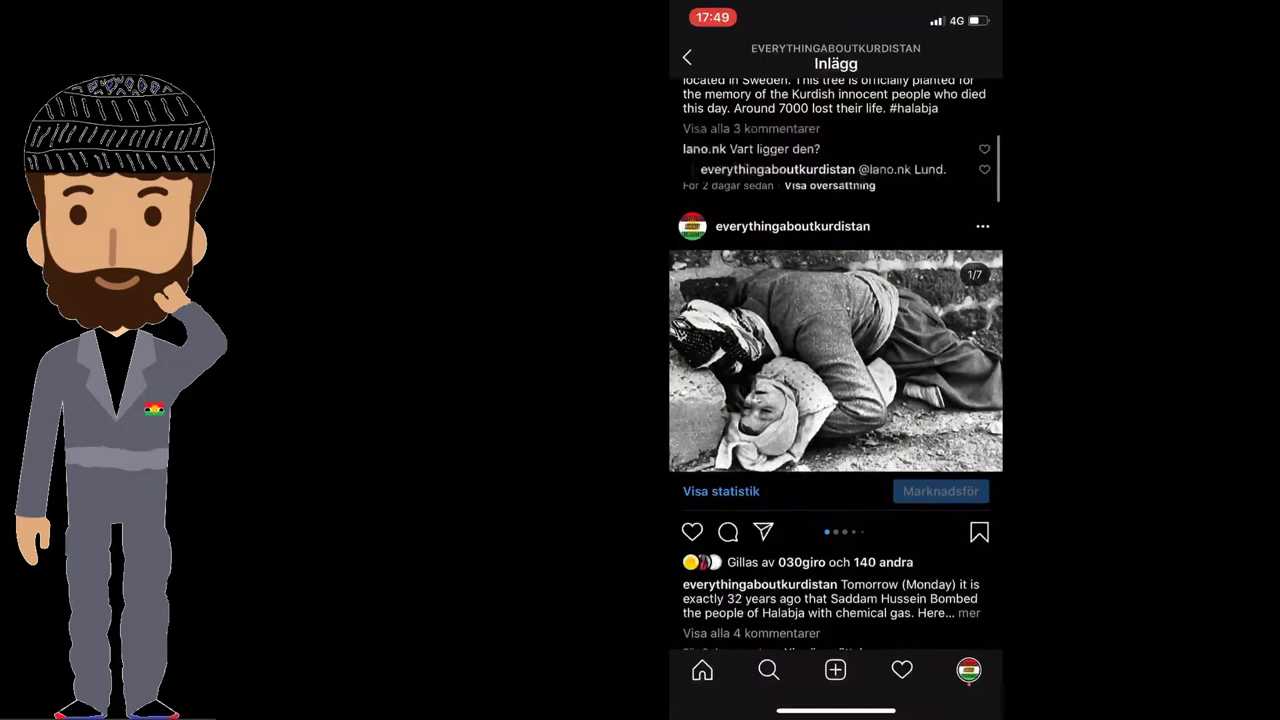 17:49
4G
EVERYTHINGABOUTKURDISTAN
Inlägg
located in Sweden. This tree is officially planted for
the memory of the Kurdish innocent people who died
this day. Around 7000 lost their life. #halabja
Visa alla 3 kommentarer
lano.nk Vart ligger den?
everythingaboutkurdistan @lano.nk Lund.
För 2 dagar sedan · Visa översättning
everythingaboutkurdistan
1/7
Visa statistik
Marknadsför
Gillas av 030giro och 140 andra
everythingaboutkurdistan Tomorrow (Monday) it is
exactly 32 years ago that Saddam Hussein Bombed
the people of Halabja with chemical gas. Here... mer
Visa alla 4 kommentarer